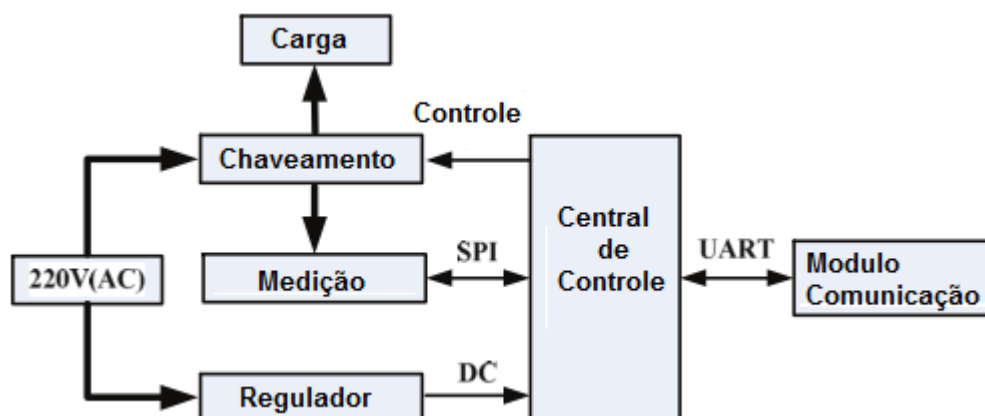 Carga
Controle
Chaveamento
Central
de
Controle
SPI
UART
220V(AC)
Medição
Modulo
Comunicação
DC
Regulador